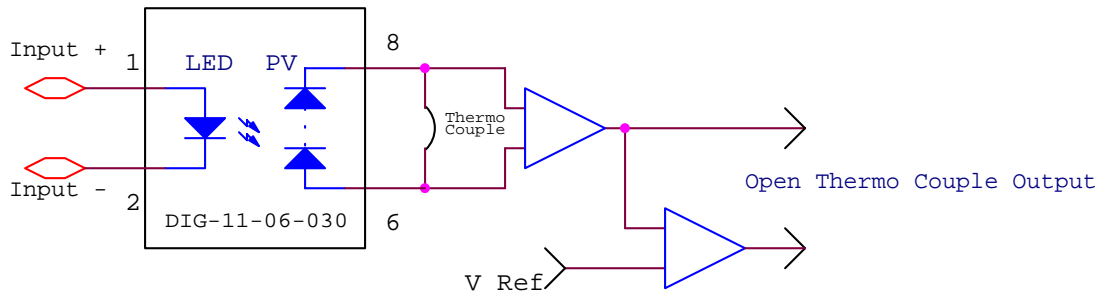 Input +
1
LED PV
8
Thermo
Couple
Input -
2
DIG-11-06-030
6
Open Thermo Couple Output
V Ref